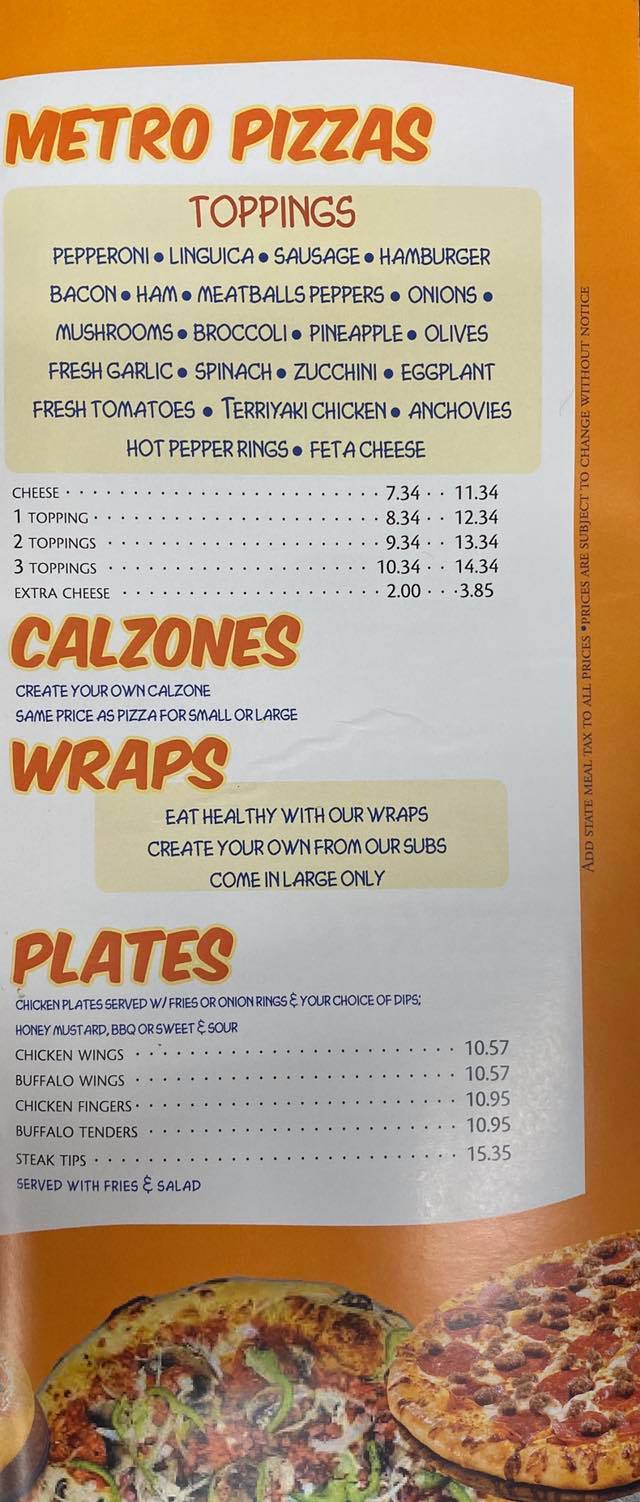 METRO PIZZAS
TOPPINGS
PEPPERONI • LINGUICA • SAUSAGE • HAMBURGER
BACON • HAM • MEATBALLS PEPPERS • ONIONS •
MUSHROOMS • BROCCOLI • PINEAPPLE • OLIVES
FRESH GARLIC • SPINACH • ZUCCHINI • EGGPLANT
FRESH TOMATOES • TERRIYAKI CHICKEN • ANCHOVIES
HOT PEPPER RINGS • FETA CHEESE
CHEESE 7.34 11.34
1 TOPPING 8.34 12.34
2 TOPPINGS 9.34 13.34
3 TOPPINGS 10.34 14.34
EXTRA CHEESE 2.00 3.85
CALZONES
CREATE YOUR OWN CALZONE
SAME PRICE AS PIZZA FOR SMALL OR LARGE
WRAPS
EAT HEALTHY WITH OUR WRAPS
CREATE YOUR OWN FROM OUR SUBS
COME IN LARGE ONLY
PLATES
CHICKEN PLATES SERVED W/ FRIES OR ONION RINGS & YOUR CHOICE OF DIPS;
HONEY MUSTARD, BBQ OR SWEET & SOUR
CHICKEN WINGS 10.57
BUFFALO WINGS 10.57
CHICKEN FINGERS 10.95
BUFFALO TENDERS 10.95
STEAK TIPS 15.35
SERVED WITH FRIES & SALAD
ADD STATE MEAL TAX TO ALL PRICES •PRICES ARE SUBJECT TO CHANGE WITHOUT NOTICE